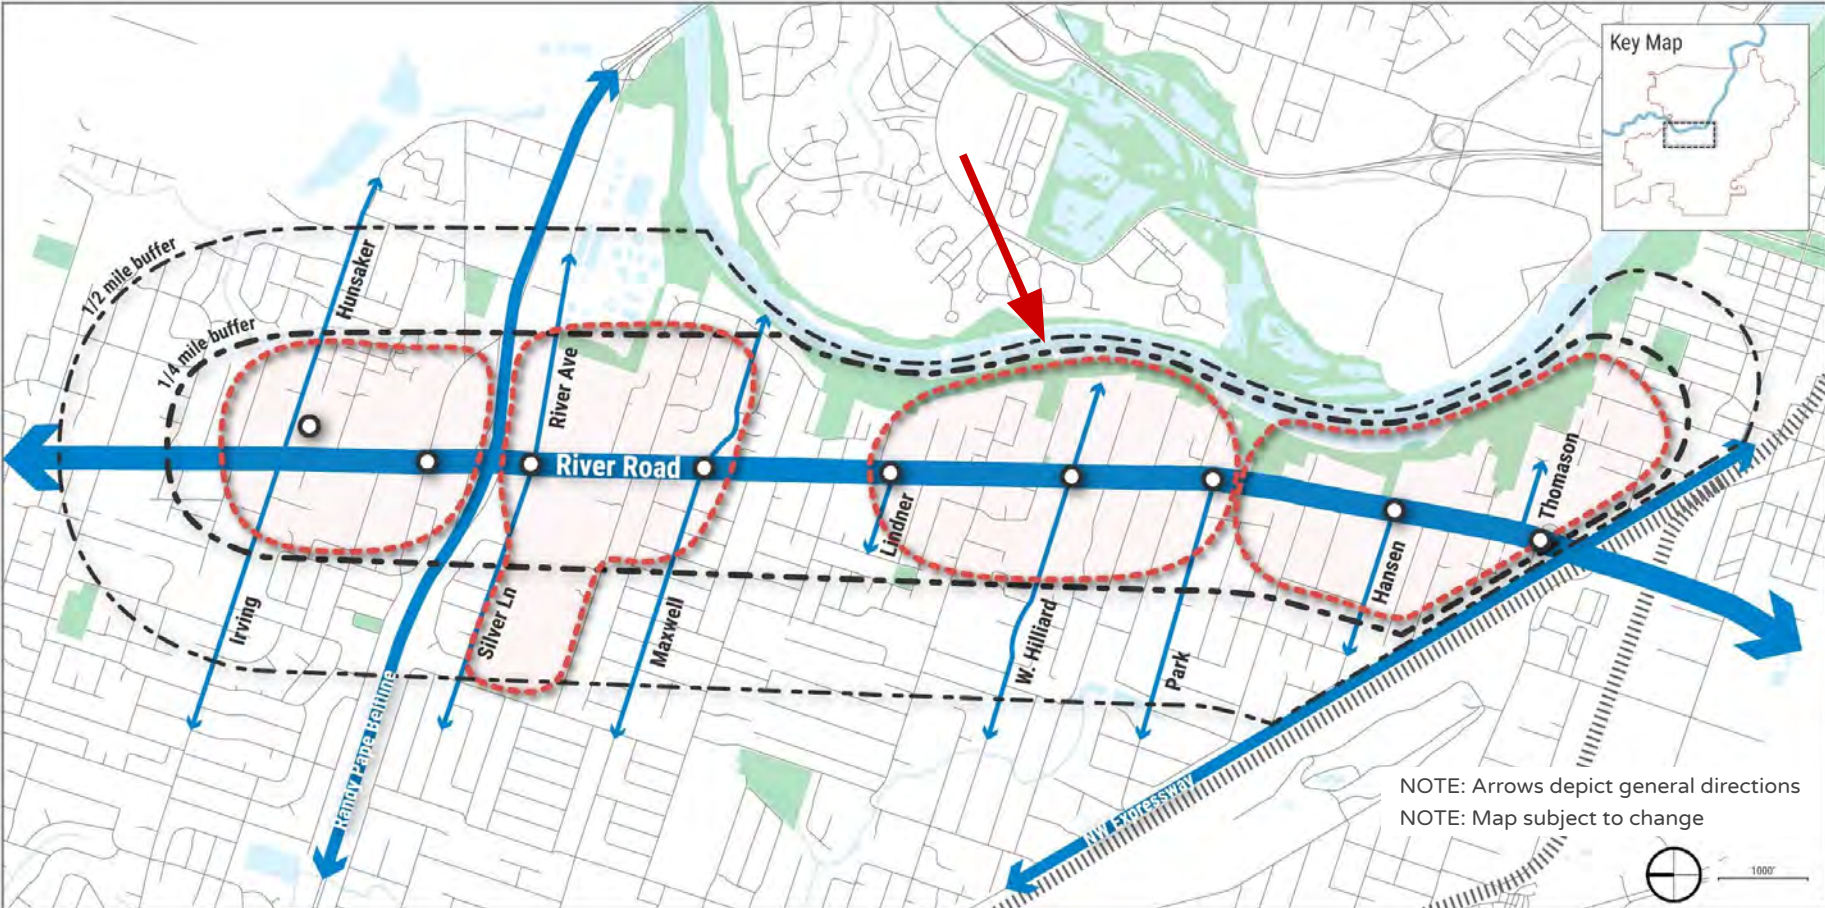 Key Map
1/2 mile buffer
1/4 mile buffer
Hunsaker
River Ave
River Road
Lindner
Thomason
Hansen
Irving
Silver Ln
Maxwell
W. Hilliard
Park
Randy Pape Beltline
NW Expressway
NOTE: Arrows depict general directions
NOTE: Map subject to change
1000'